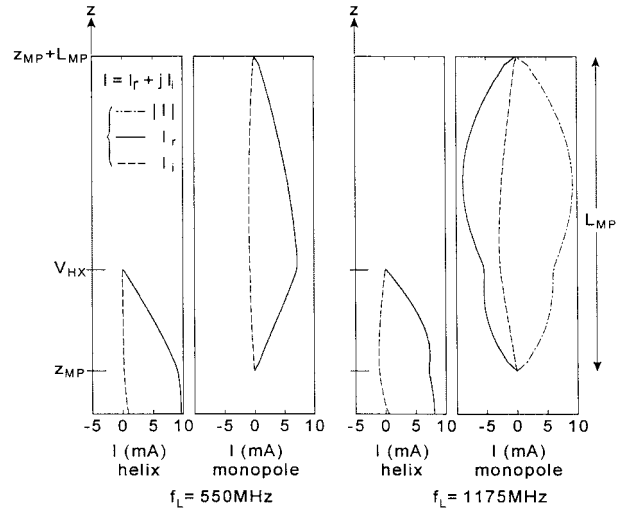 z
z
z_MP+L_MP
I = I_r + j I_i
|I|
I_r
I_i
L_MP
V_HX
z_MP
-5 0 5 10
-5 0 5 10
-5 0 5 10
-5 0 5 10
I (mA)
helix
I (mA)
monopole
I (mA)
helix
I (mA)
monopole
f_L = 550MHz
f_L = 1175MHz